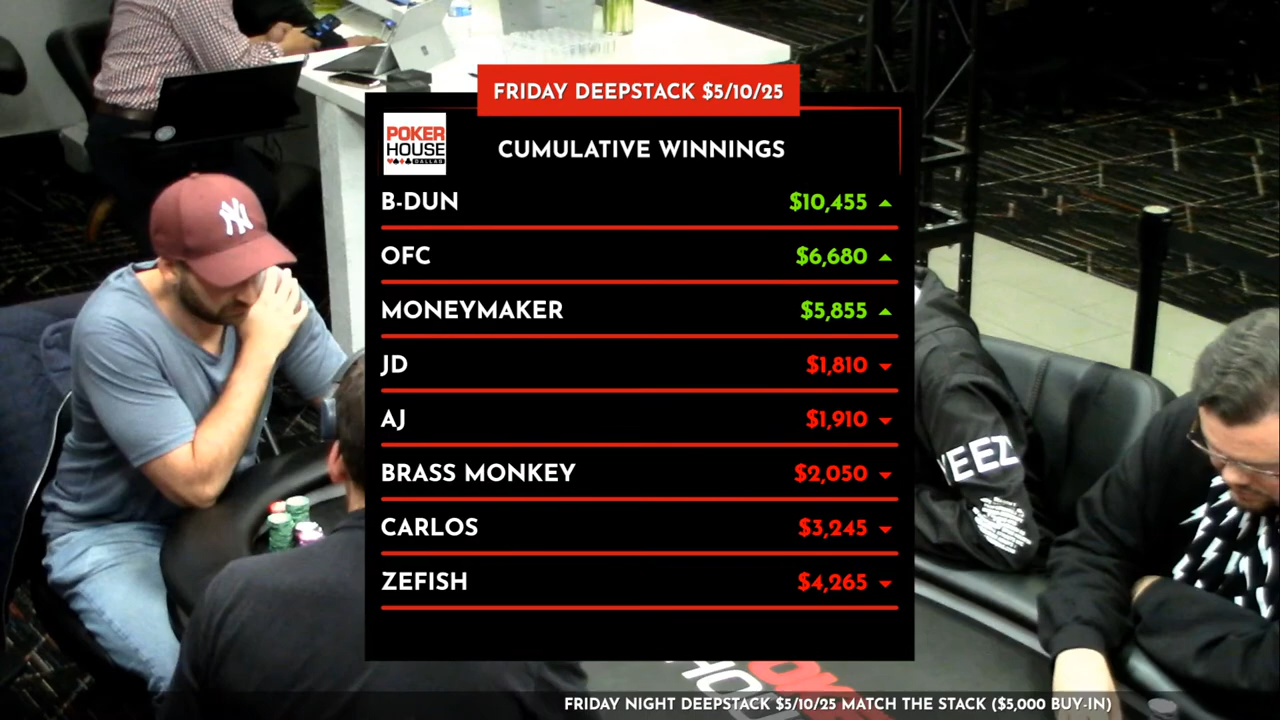 FRIDAY DEEPSTACK $5/10/25
POKER
HOUSE
DALLAS
CUMULATIVE WINNINGS
B-DUN $10,455
OFC $6,680
MONEYMAKER $5,855
JD $1,810
AJ $1,910
BRASS MONKEY $2,050
CARLOS $3,245
ZEFISH $4,265
NY
YEEZ
FRIDAY NIGHT DEEPSTACK $5/10/25 MATCH THE STACK ($5,000 BUY-IN)